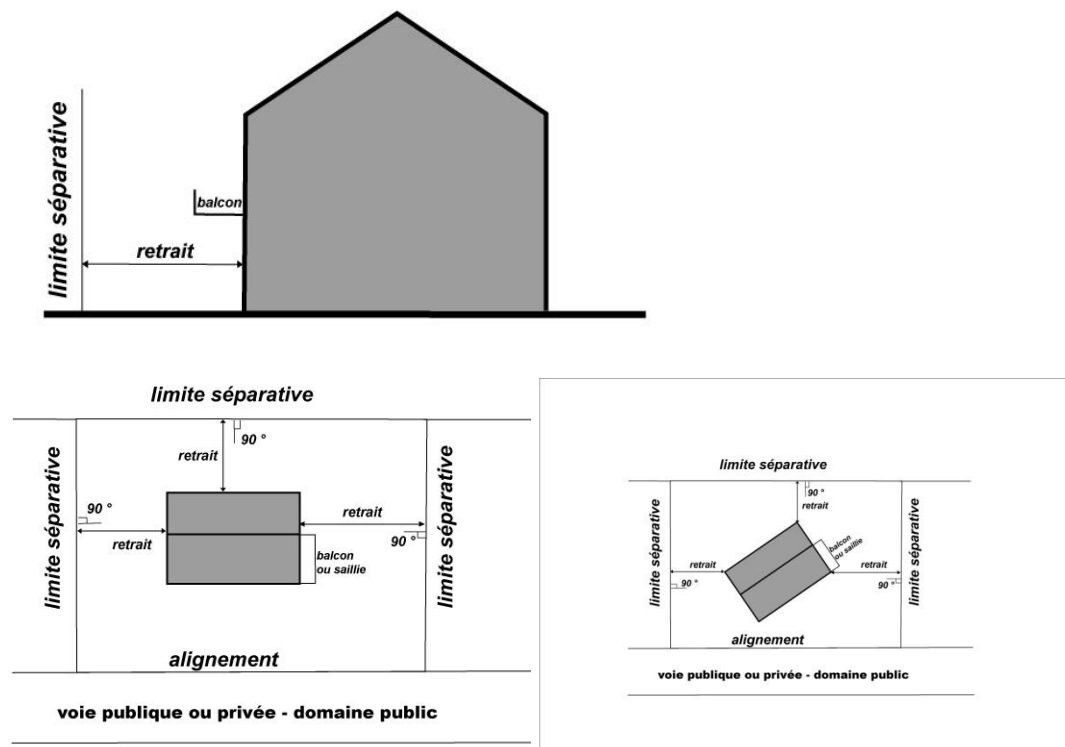 limite séparative
balcon
retrait
limite séparative
90 °
retrait
limite séparative
90 °
retrait
retrait
90 °
balcon
ou saillie
limite séparative
alignement
voie publique ou privée - domaine public
limite séparative
90 °
retrait
limite séparative
retrait
90 °
balcon
ou saillie
retrait
90 °
limite séparative
alignement
voie publique ou privée - domaine public